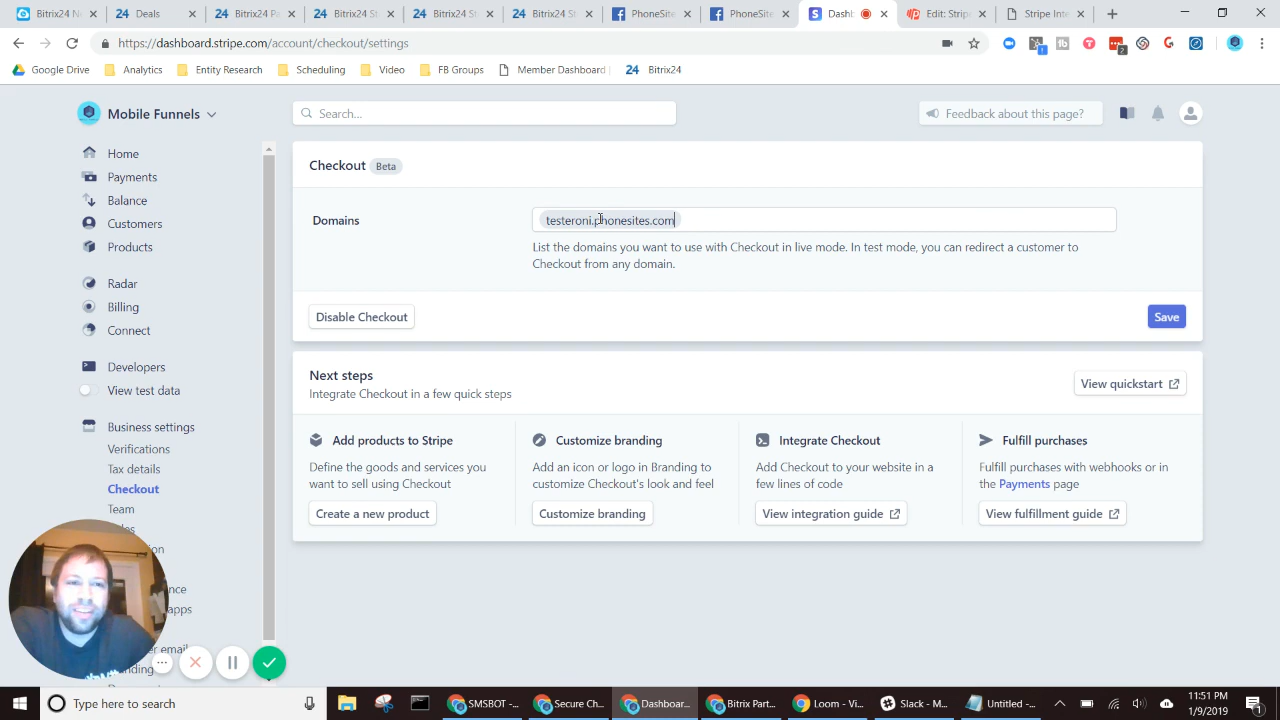 Bitrix24 N
Deals
Bitrix24 P
Bitrix24 S
Bitrix24 S
Bitrix24 S
PhoneSite
PhoneSite
Dashb
Edit: Strip
Stripe Inte
https://dashboard.stripe.com/account/checkout/settings
Google Drive
Analytics
Entity Research
Scheduling
Video
FB Groups
Member Dashboard
24 Bitrix24
Mobile Funnels
Search...
Feedback about this page?
Home
Payments
Balance
Customers
Products
Radar
Billing
Connect
Developers
View test data
Business settings
Verifications
Tax details
Checkout
Team
Checkout Beta
Domains
testeroni.phonesites.com
List the domains you want to use with Checkout in live mode. In test mode, you can redirect a customer to
Checkout from any domain.
Disable Checkout
Save
Next steps
Integrate Checkout in a few quick steps
View quickstart
Add products to Stripe
Define the goods and services you
want to sell using Checkout
Create a new product
Customize branding
Add an icon or logo in Branding to
customize Checkout's look and feel
Customize branding
Integrate Checkout
Add Checkout to your website in a
few lines of code
View integration guide
Fulfill purchases
Fulfill purchases with webhooks or in
the Payments page
View fulfillment guide
Type here to search
SMSBOT - ...
Secure Ch...
Dashboar...
Bitrix Part...
Loom - Vi...
Slack - M...
Untitled - ...
11:51 PM
1/9/2019